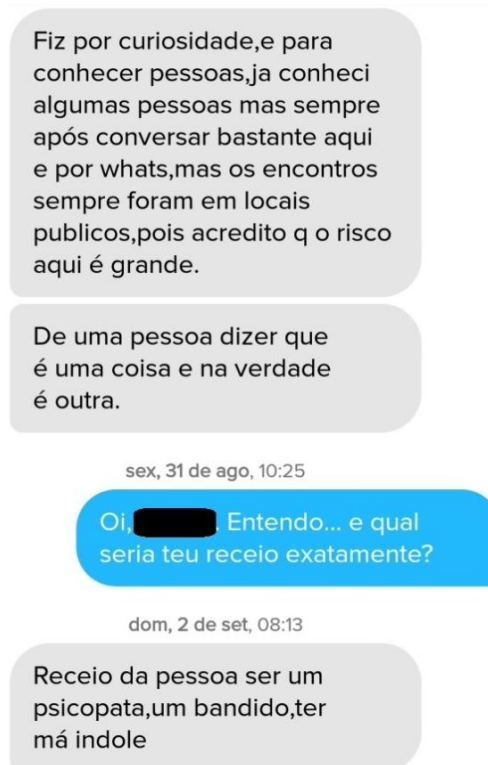 Fiz por curiosidade,e para
conhecer pessoas,ja conheci
algumas pessoas mas sempre
após conversar bastante aqui
e por whats,mas os encontros
sempre foram em locais
publicos,pois acredito q o risco
aqui é grande.
De uma pessoa dizer que
é uma coisa e na verdade
é outra.
sex, 31 de ago, 10:25
Oi, . Entendo... e qual
seria teu receio exatamente?
dom, 2 de set, 08:13
Receio da pessoa ser um
psicopata,um bandido,ter
má indole